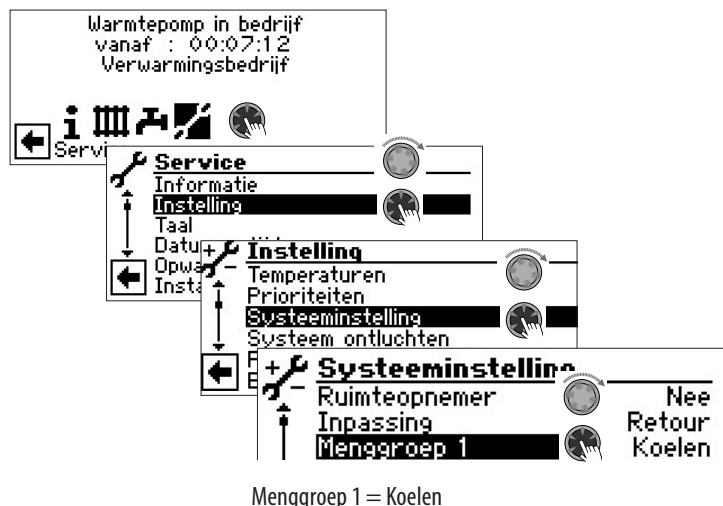 Warmtepomp in bedrijf
vanaf : 00:07:12
Verwarmingsbedrijf
Service
Informatie
Instelling
Taal
Instelling
Temperaturen
Prioriteiten
Systeeminstelling
Systeem ontluchten
Systeeminstelling
Ruimteopnemer Nee
Inpassing Retour
Menggroep 1 Koelen
Menggroep 1 = Koelen